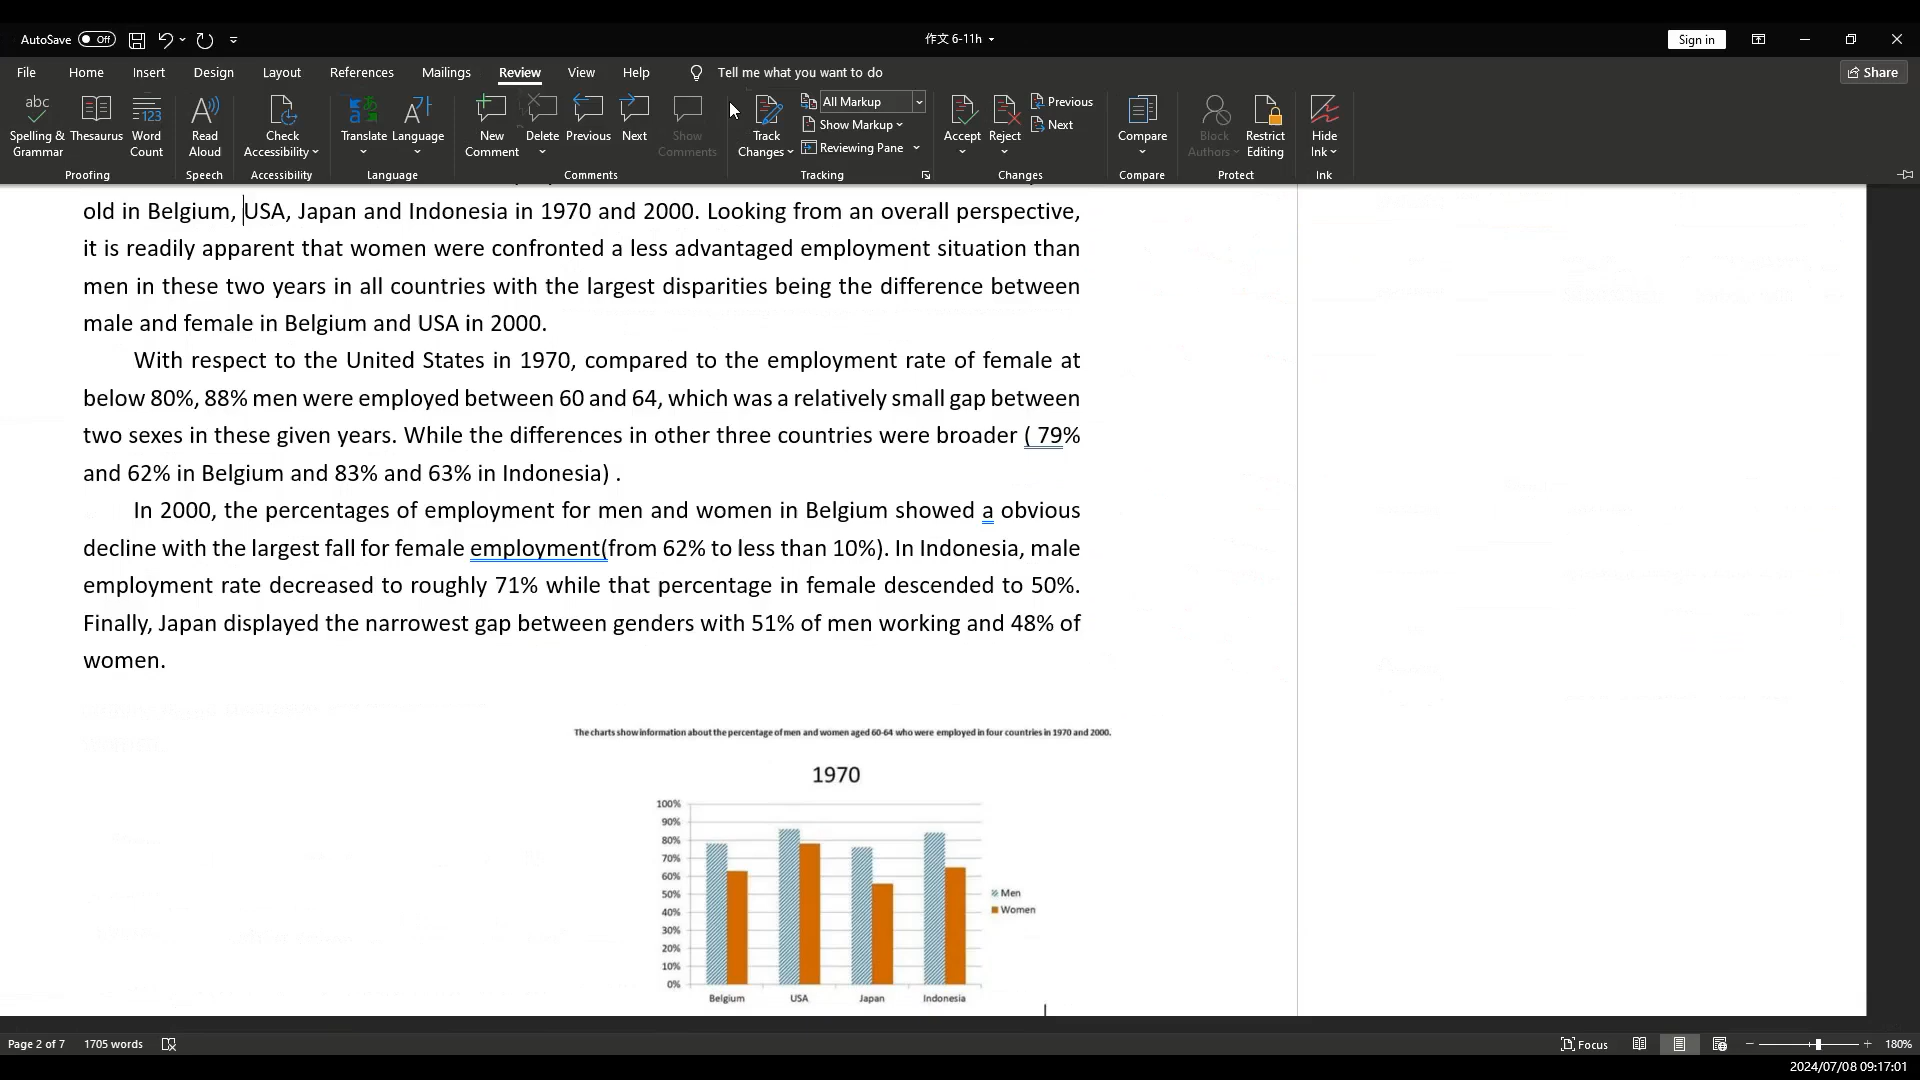 AutoSave Off 作文 6-11h Sign in
File Home Insert Design Layout References Mailings Review View Help Tell me what you want to do Share
Spelling & Grammar Thesaurus Word Count Read Aloud Check Accessibility Translate Language New Comment Delete Previous Next Show Comments Track Changes All Markup Show Markup Reviewing Pane Accept Reject Previous Next Compare Block Authors Restrict Editing Hide Ink
Proofing Speech Accessibility Language Comments Tracking Changes Compare Protect Ink
old in Belgium, USA, Japan and Indonesia in 1970 and 2000. Looking from an overall perspective,
it is readily apparent that women were confronted a less advantaged employment situation than
men in these two years in all countries with the largest disparities being the difference between
male and female in Belgium and USA in 2000.
With respect to the United States in 1970, compared to the employment rate of female at
below 80%, 88% men were employed between 60 and 64, which was a relatively small gap between
two sexes in these given years. While the differences in other three countries were broader ( 79%
and 62% in Belgium and 83% and 63% in Indonesia) .
In 2000, the percentages of employment for men and women in Belgium showed a obvious
decline with the largest fall for female employment(from 62% to less than 10%). In Indonesia, male
employment rate decreased to roughly 71% while that percentage in female descended to 50%.
Finally, Japan displayed the narrowest gap between genders with 51% of men working and 48% of
women.
The charts show information about the percentage of men and women aged 60-64 who were employed in four countries in 1970 and 2000.
1970
100%
90%
80%
70%
60%
50%
40%
30%
20%
10%
0%
Men
Women
Belgium USA Japan Indonesia
Page 2 of 7 1705 words Focus 180%
2024/07/08 09:17:01